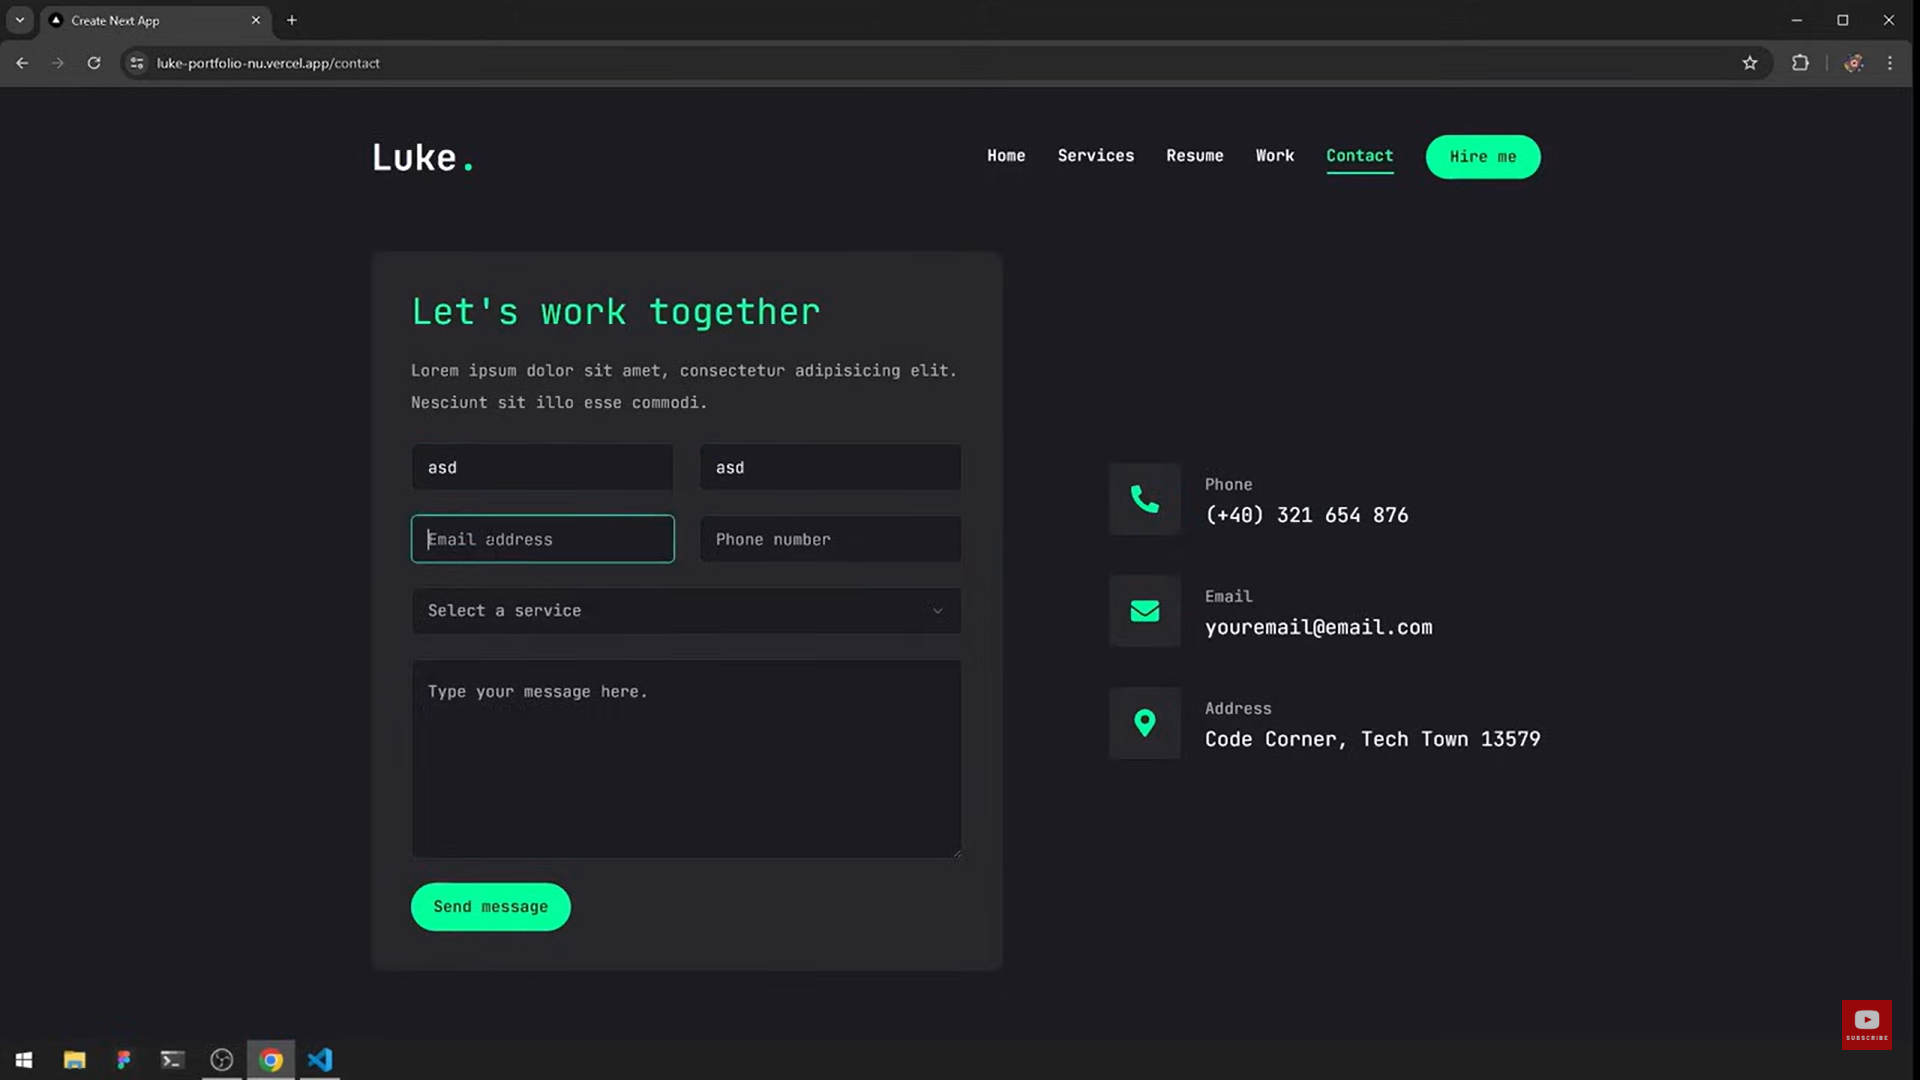 Create Next App
luke-portfolio-nu.vercel.app/contact
Luke.
Home Services Resume Work Contact Hire me
Let's work together
Lorem ipsum dolor sit amet, consectetur adipisicing elit.
Nesciunt sit illo esse commodi.
asd asd
Email address Phone number
Select a service
Type your message here.
Send message
Phone
(+40) 321 654 876
Email
youremail@email.com
Address
Code Corner, Tech Town 13579
SUBSCRIBE